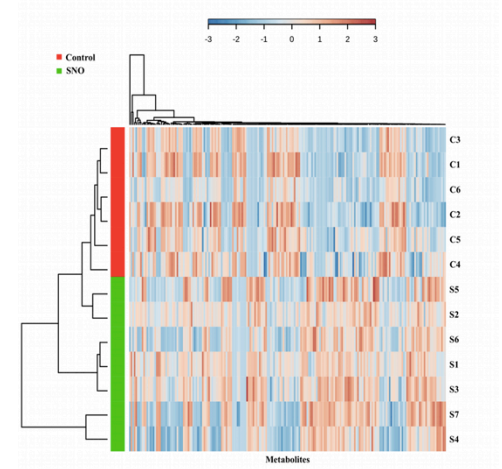 -3 -2 -1 0 1 2 3
Control
SNO
C3
C1
C6
C2
C5
C4
S5
S2
S6
S1
S3
S7
S4
Metabolites